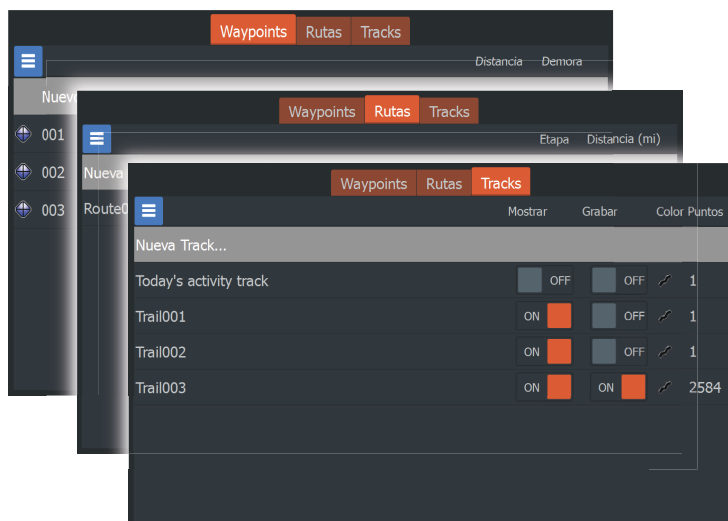 Waypoints Rutas Tracks
Distancia Demora
001
002
003
Waypoints Rutas Tracks
Etapa Distancia (mi)
Nueva
Waypoints Rutas Tracks
Mostrar Grabar Color Puntos
Nueva Track...
Today's activity track OFF OFF 1
Trail001 ON OFF 1
Trail002 ON OFF 1
Trail003 ON ON 2584